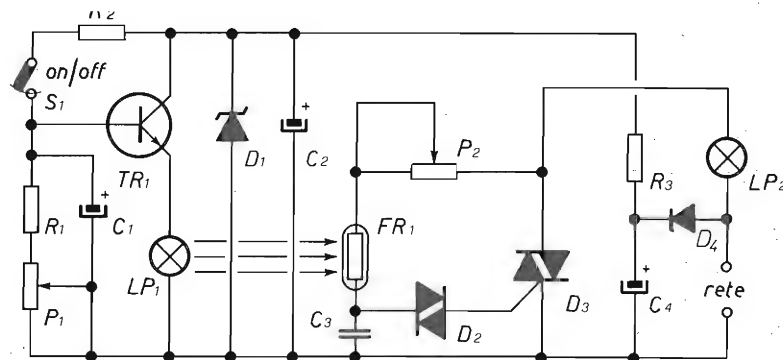 R2
on/off
S1
+
TR1
D1
+
C2
P2
R3
LP2
R1
+
C1
FR1
D4
P1
LP1
C3
D2
D3
+
C4
rete